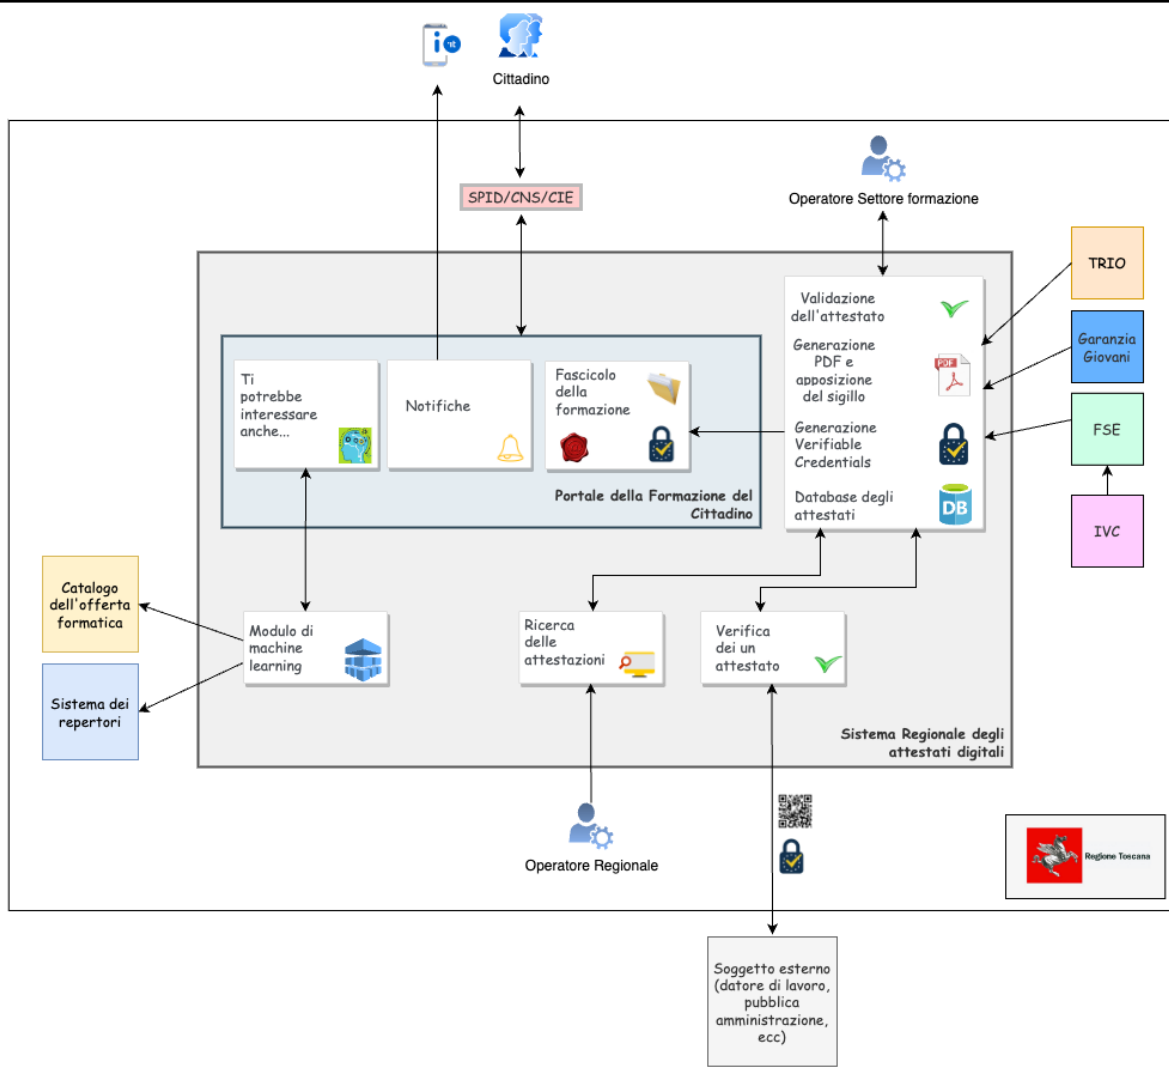 Cittadino
SPID/CNS/CIE
Operatore Settore formazione
TRIO
Garanzia
Giovani
FSE
IVC
Validazione
dell'attestato
Generazione
PDF e
apposizione
del sigillo
PDF
Generazione
Verifiable
Credentials
Database degli
attestati
DB
Ti
potrebbe
interessare
anche...
Notifiche
Fascicolo
della
formazione
Portale della Formazione del
Cittadino
Catalogo
dell'offerta
formatica
Sistema dei
repertori
Modulo di
machine
learning
Ricerca
delle
attestazioni
Verifica
dei un
attestato
Sistema Regionale degli
attestati digitali
Operatore Regionale
Regione Toscana
Soggetto esterno
(datore di lavoro,
pubblica
amministrazione,
ecc)